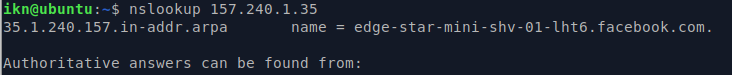 ikn@ubuntu:~$ nslookup 157.240.1.35
35.1.240.157.in-addr.arpa name = edge-star-mini-shv-01-lht6.facebook.com.
Authoritative answers can be found from: